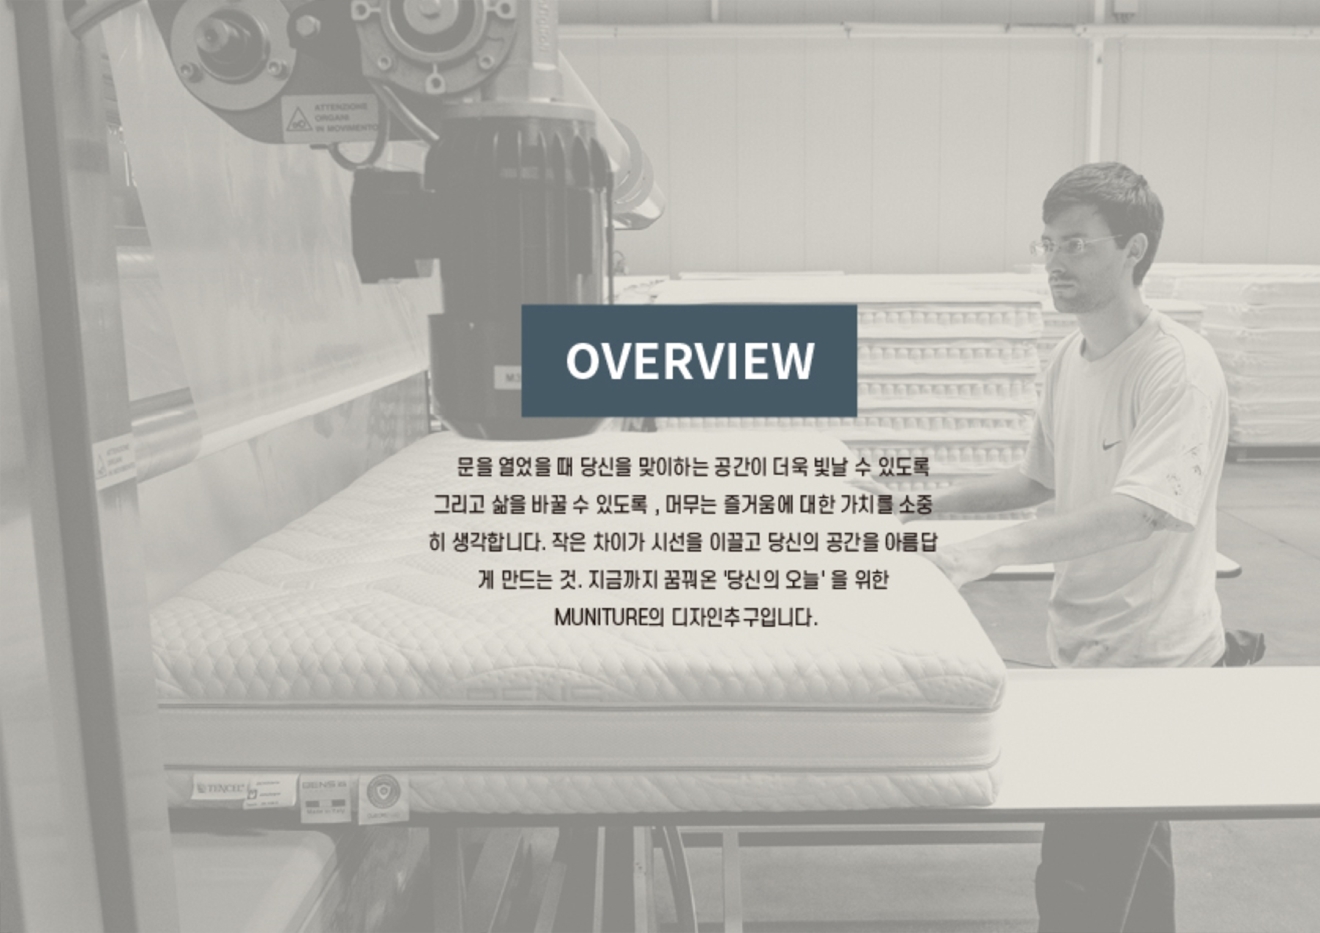 ATTENZIONE
ORGANI
IN MOVIMENTO
OVERVIEW
문을 열었을 때 당신을 맞이하는 공간이 더욱 빛날 수 있도록
그리고 삶을 바꿀 수 있도록 , 머무는 즐거움에 대한 가치를 소중
히 생각합니다. 작은 차이가 시선을 이끌고 당신의 공간을 아름답
게 만드는 것. 지금까지 꿈꿔온 '당신의 오늘' 을 위한
MUNITURE의 디자인추구입니다.
TENCEL